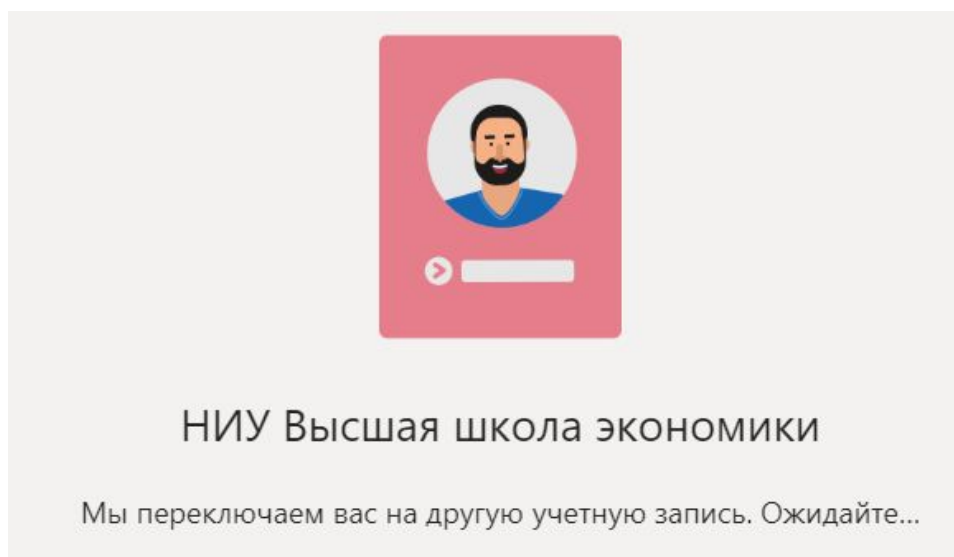 НИУ Высшая школа экономики
Мы переключаем вас на другую учетную запись. Ожидайте...